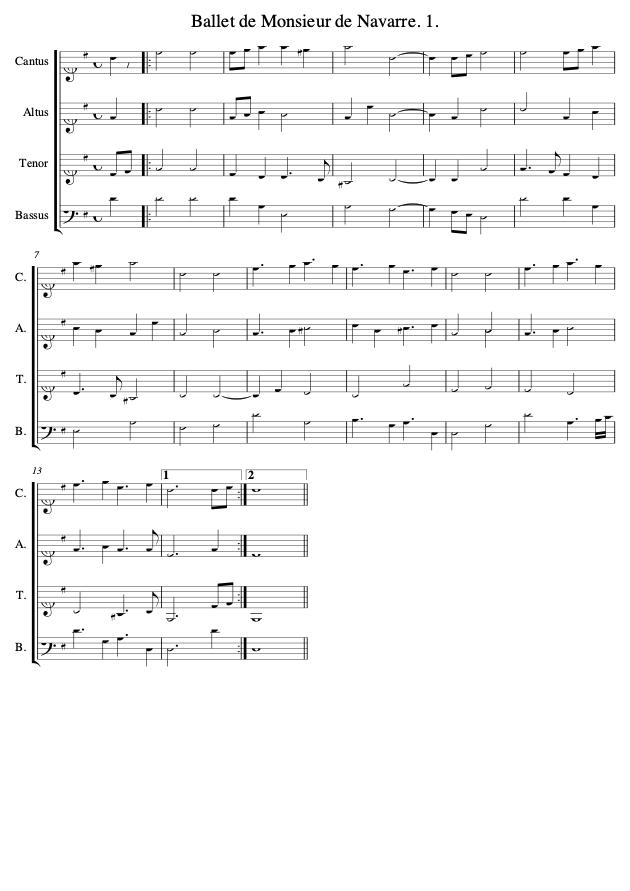 Ballet de Monsieur de Navarre. 1.
Cantus
Altus
Tenor
Bassus
7
C.
A.
T.
B.
13
1
2
C.
A.
T.
B.